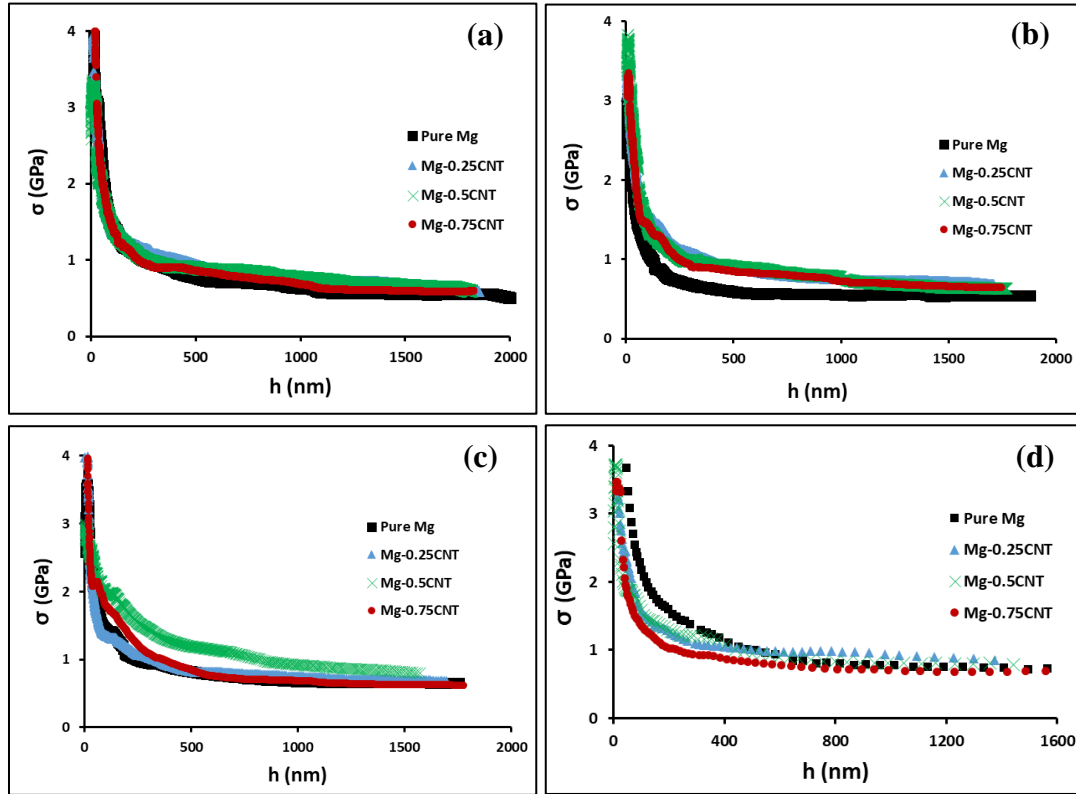 (a)
σ (GPa)
4
3
2
1
0
Pure Mg
Mg-0.25CNT
Mg-0.5CNT
Mg-0.75CNT
0 500 1000 1500 2000
h (nm)
(b)
σ (GPa)
4
3
2
1
0
Pure Mg
Mg-0.25CNT
Mg-0.5CNT
Mg-0.75CNT
0 500 1000 1500 2000
h (nm)
(c)
σ (GPa)
4
3
2
1
0
Pure Mg
Mg-0.25CNT
Mg-0.5CNT
Mg-0.75CNT
0 500 1000 1500 2000
h (nm)
(d)
σ (GPa)
4
3
2
1
0
Pure Mg
Mg-0.25CNT
Mg-0.5CNT
Mg-0.75CNT
0 400 800 1200 1600
h (nm)